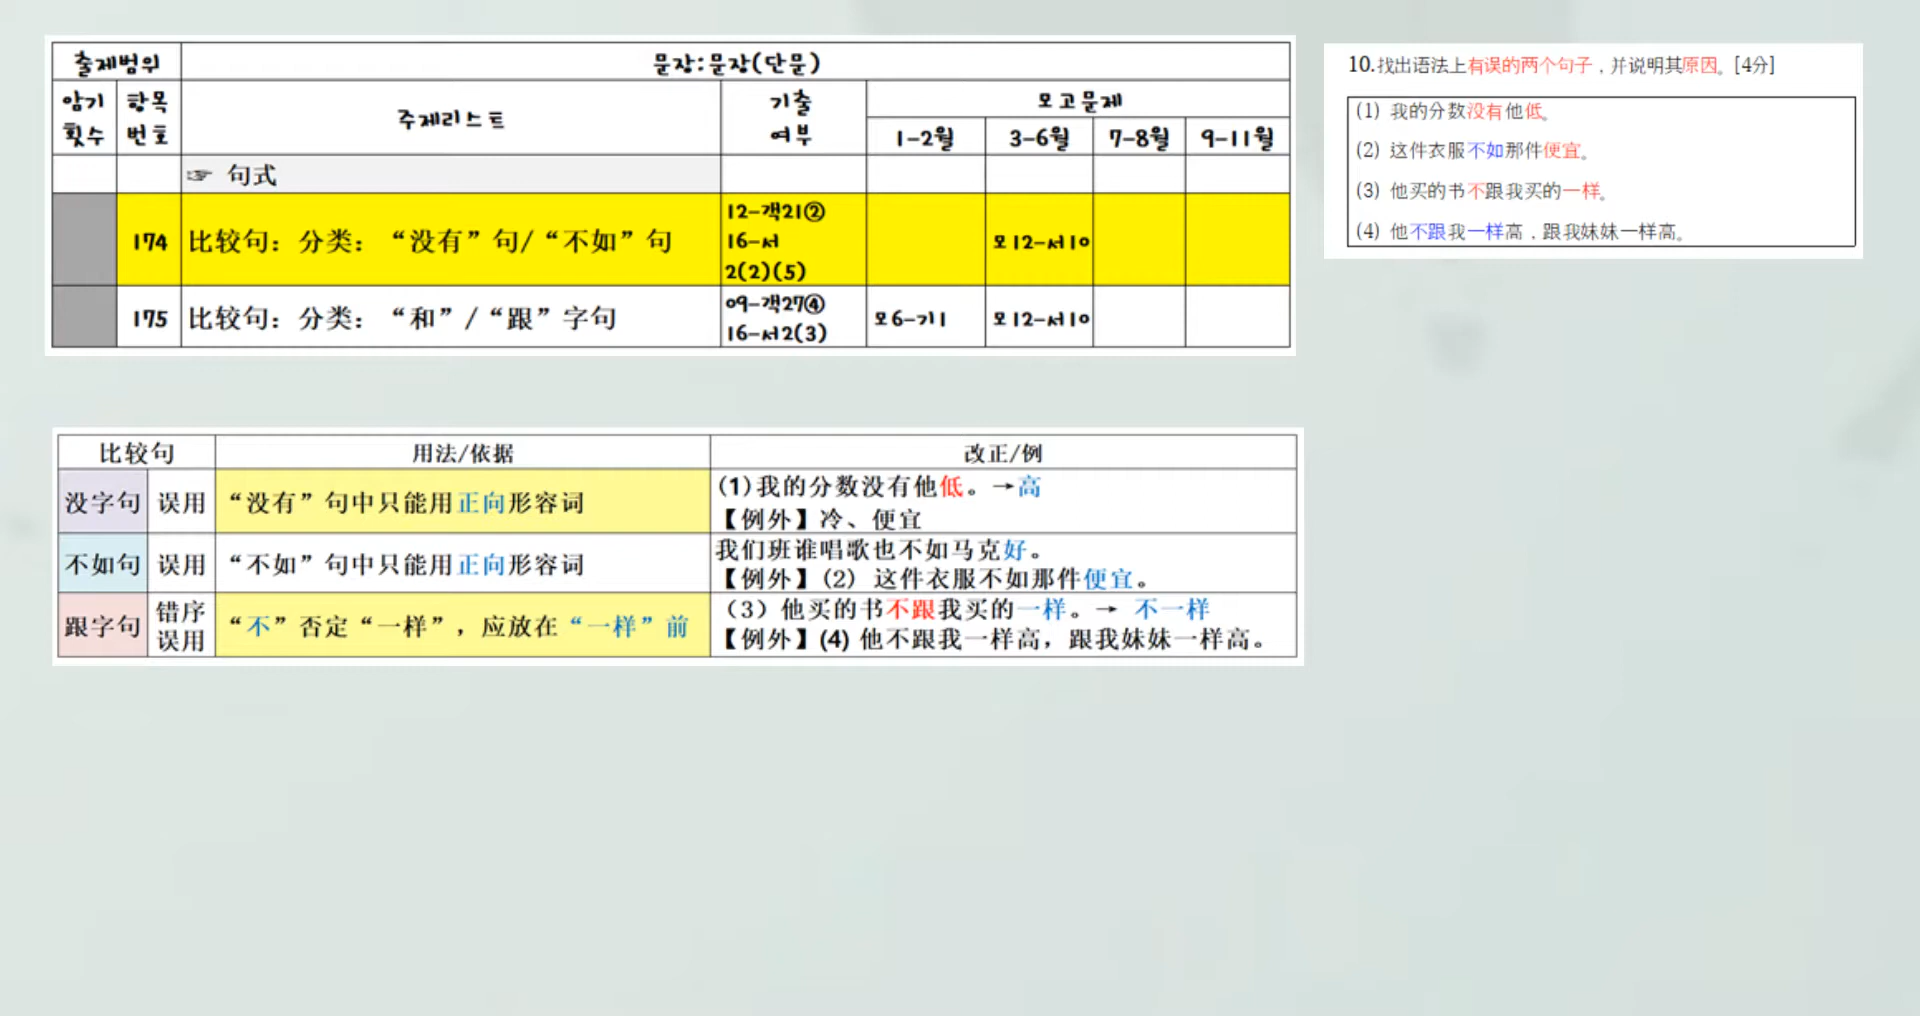 출제범위 문장:문장(단문)
암기 횟수 항목 번호 주제리스트 기출 여부 모고문제
1-2월 3-6월 7-8월 9-11월
☞ 句式
174 比较句：分类：“没有”句/“不如”句 12-객21② 16-서 2(2)(5) 모12-서10
175 比较句：分类：“和”/“跟”字句 09-객27④ 16-서2(3) 모6-기1 모12-서10
10.找出语法上有误的两个句子，并说明其原因。[4分]
(1) 我的分数没有他低。
(2) 这件衣服不如那件便宜。
(3) 他买的书不跟我买的一样。
(4) 他不跟我一样高，跟我妹妹一样高。
比较句 用法/依据 改正/例
没字句 误用 “没有”句中只能用正向形容词 (1)我的分数没有他低。→高
【例外】冷、便宜
不如句 误用 “不如”句中只能用正向形容词 我们班谁唱歌也不如马克好。
【例外】(2) 这件衣服不如那件便宜。
跟字句 错序 误用 “不”否定“一样”，应放在“一样”前 （3）他买的书不跟我买的一样。→ 不一样
【例外】(4) 他不跟我一样高，跟我妹妹一样高。